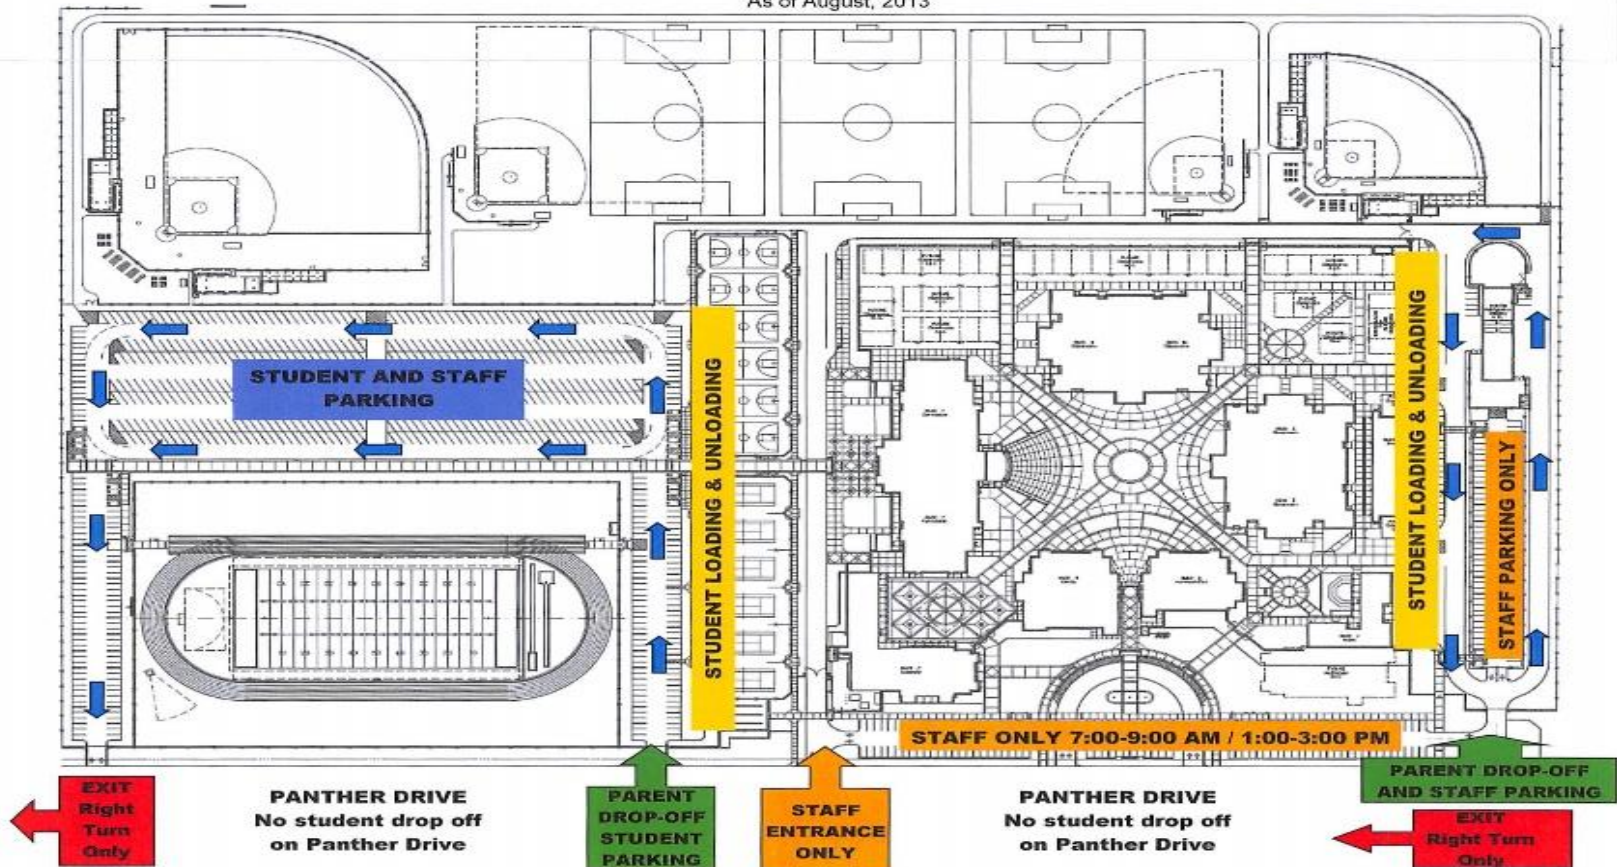 As of August, 2013
STUDENT AND STAFF
PARKING
STUDENT LOADING & UNLOADING
STUDENT LOADING & UNLOADING
STAFF PARKING ONLY
STAFF ONLY 7:00-9:00 AM / 1:00-3:00 PM
EXIT
Right
Turn
Only
PANTHER DRIVE
No student drop off
on Panther Drive
PARENT
DROP-OFF
STUDENT
PARKING
STAFF
ENTRANCE
ONLY
PANTHER DRIVE
No student drop off
on Panther Drive
PARENT DROP-OFF
AND STAFF PARKING
EXIT
Right Turn
Only